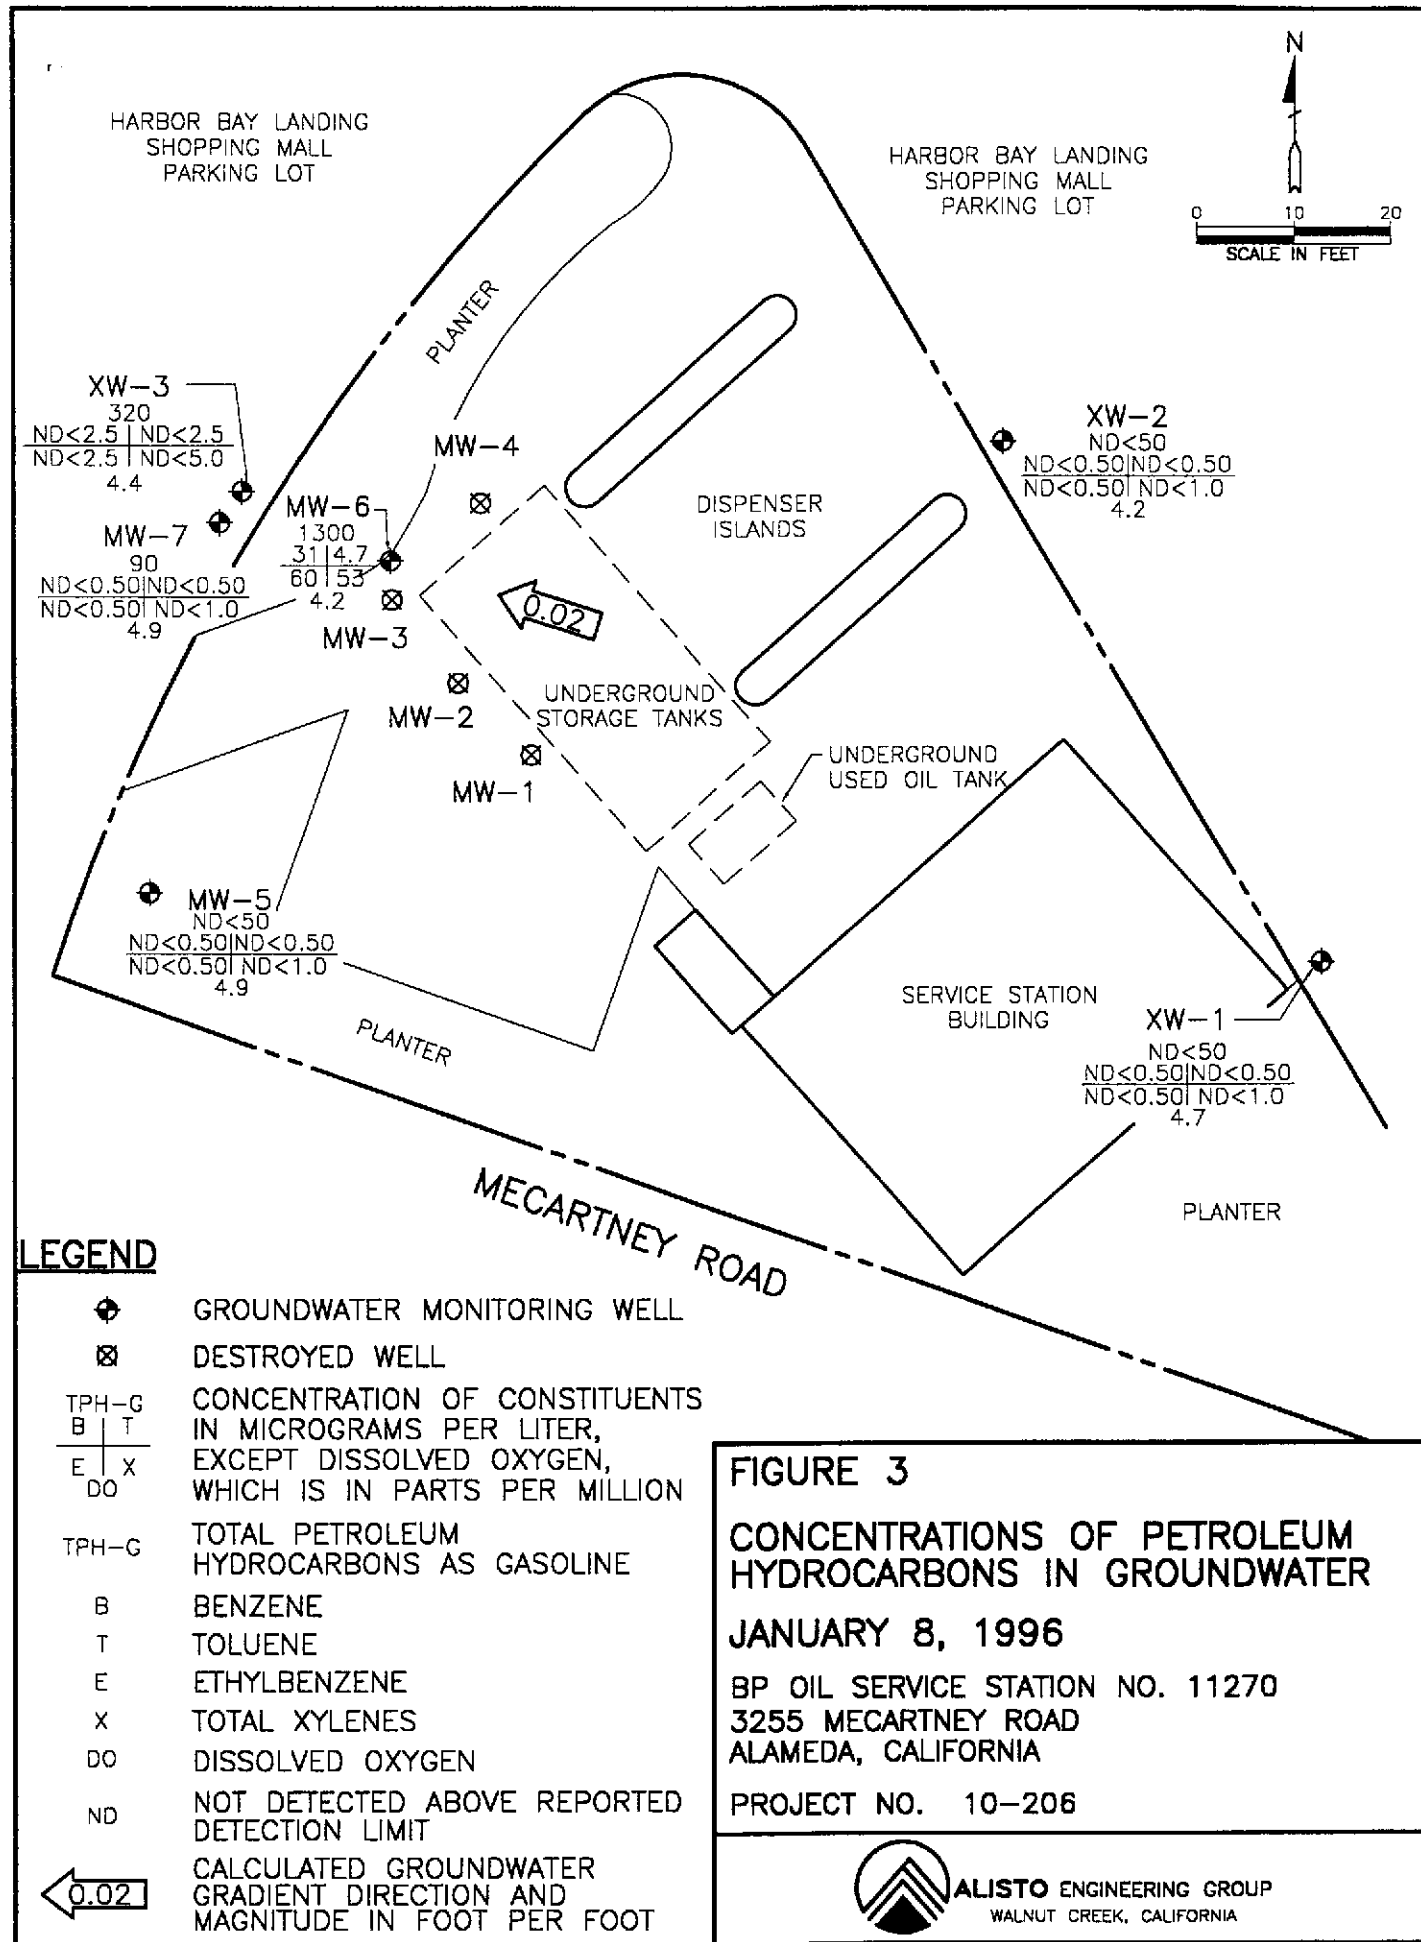 HARBOR BAY LANDING
SHOPPING MALL
PARKING LOT
HARBOR BAY LANDING
SHOPPING MALL
PARKING LOT
N
0 10 20
SCALE IN FEET
PLANTER
XW-3
320
ND<2.5 | ND<2.5
ND<2.5 | ND<5.0
4.4
MW-4
XW-2
ND<50
ND<0.50|ND<0.50
ND<0.50| ND<1.0
4.2
DISPENSER
ISLANDS
MW-6
1300
31|4.7
60|53
4.2
MW-7
90
ND<0.50|ND<0.50
ND<0.50| ND<1.0
4.9
0.02
MW-3
MW-2
UNDERGROUND
STORAGE TANKS
MW-1
UNDERGROUND
USED OIL TANK
MW-5
ND<50
ND<0.50|ND<0.50
ND<0.50| ND<1.0
4.9
PLANTER
SERVICE STATION
BUILDING
XW-1
ND<50
ND<0.50|ND<0.50
ND<0.50| ND<1.0
4.7
PLANTER
MECARTNEY ROAD
LEGEND
GROUNDWATER MONITORING WELL
DESTROYED WELL
TPH-G
B | T
E | X
DO
CONCENTRATION OF CONSTITUENTS
IN MICROGRAMS PER LITER,
EXCEPT DISSOLVED OXYGEN,
WHICH IS IN PARTS PER MILLION
TPH-G TOTAL PETROLEUM
HYDROCARBONS AS GASOLINE
B BENZENE
T TOLUENE
E ETHYLBENZENE
X TOTAL XYLENES
DO DISSOLVED OXYGEN
ND NOT DETECTED ABOVE REPORTED
DETECTION LIMIT
0.02 CALCULATED GROUNDWATER
GRADIENT DIRECTION AND
MAGNITUDE IN FOOT PER FOOT
FIGURE 3
CONCENTRATIONS OF PETROLEUM
HYDROCARBONS IN GROUNDWATER
JANUARY 8, 1996
BP OIL SERVICE STATION NO. 11270
3255 MECARTNEY ROAD
ALAMEDA, CALIFORNIA
PROJECT NO. 10-206
ALISTO ENGINEERING GROUP
WALNUT CREEK, CALIFORNIA